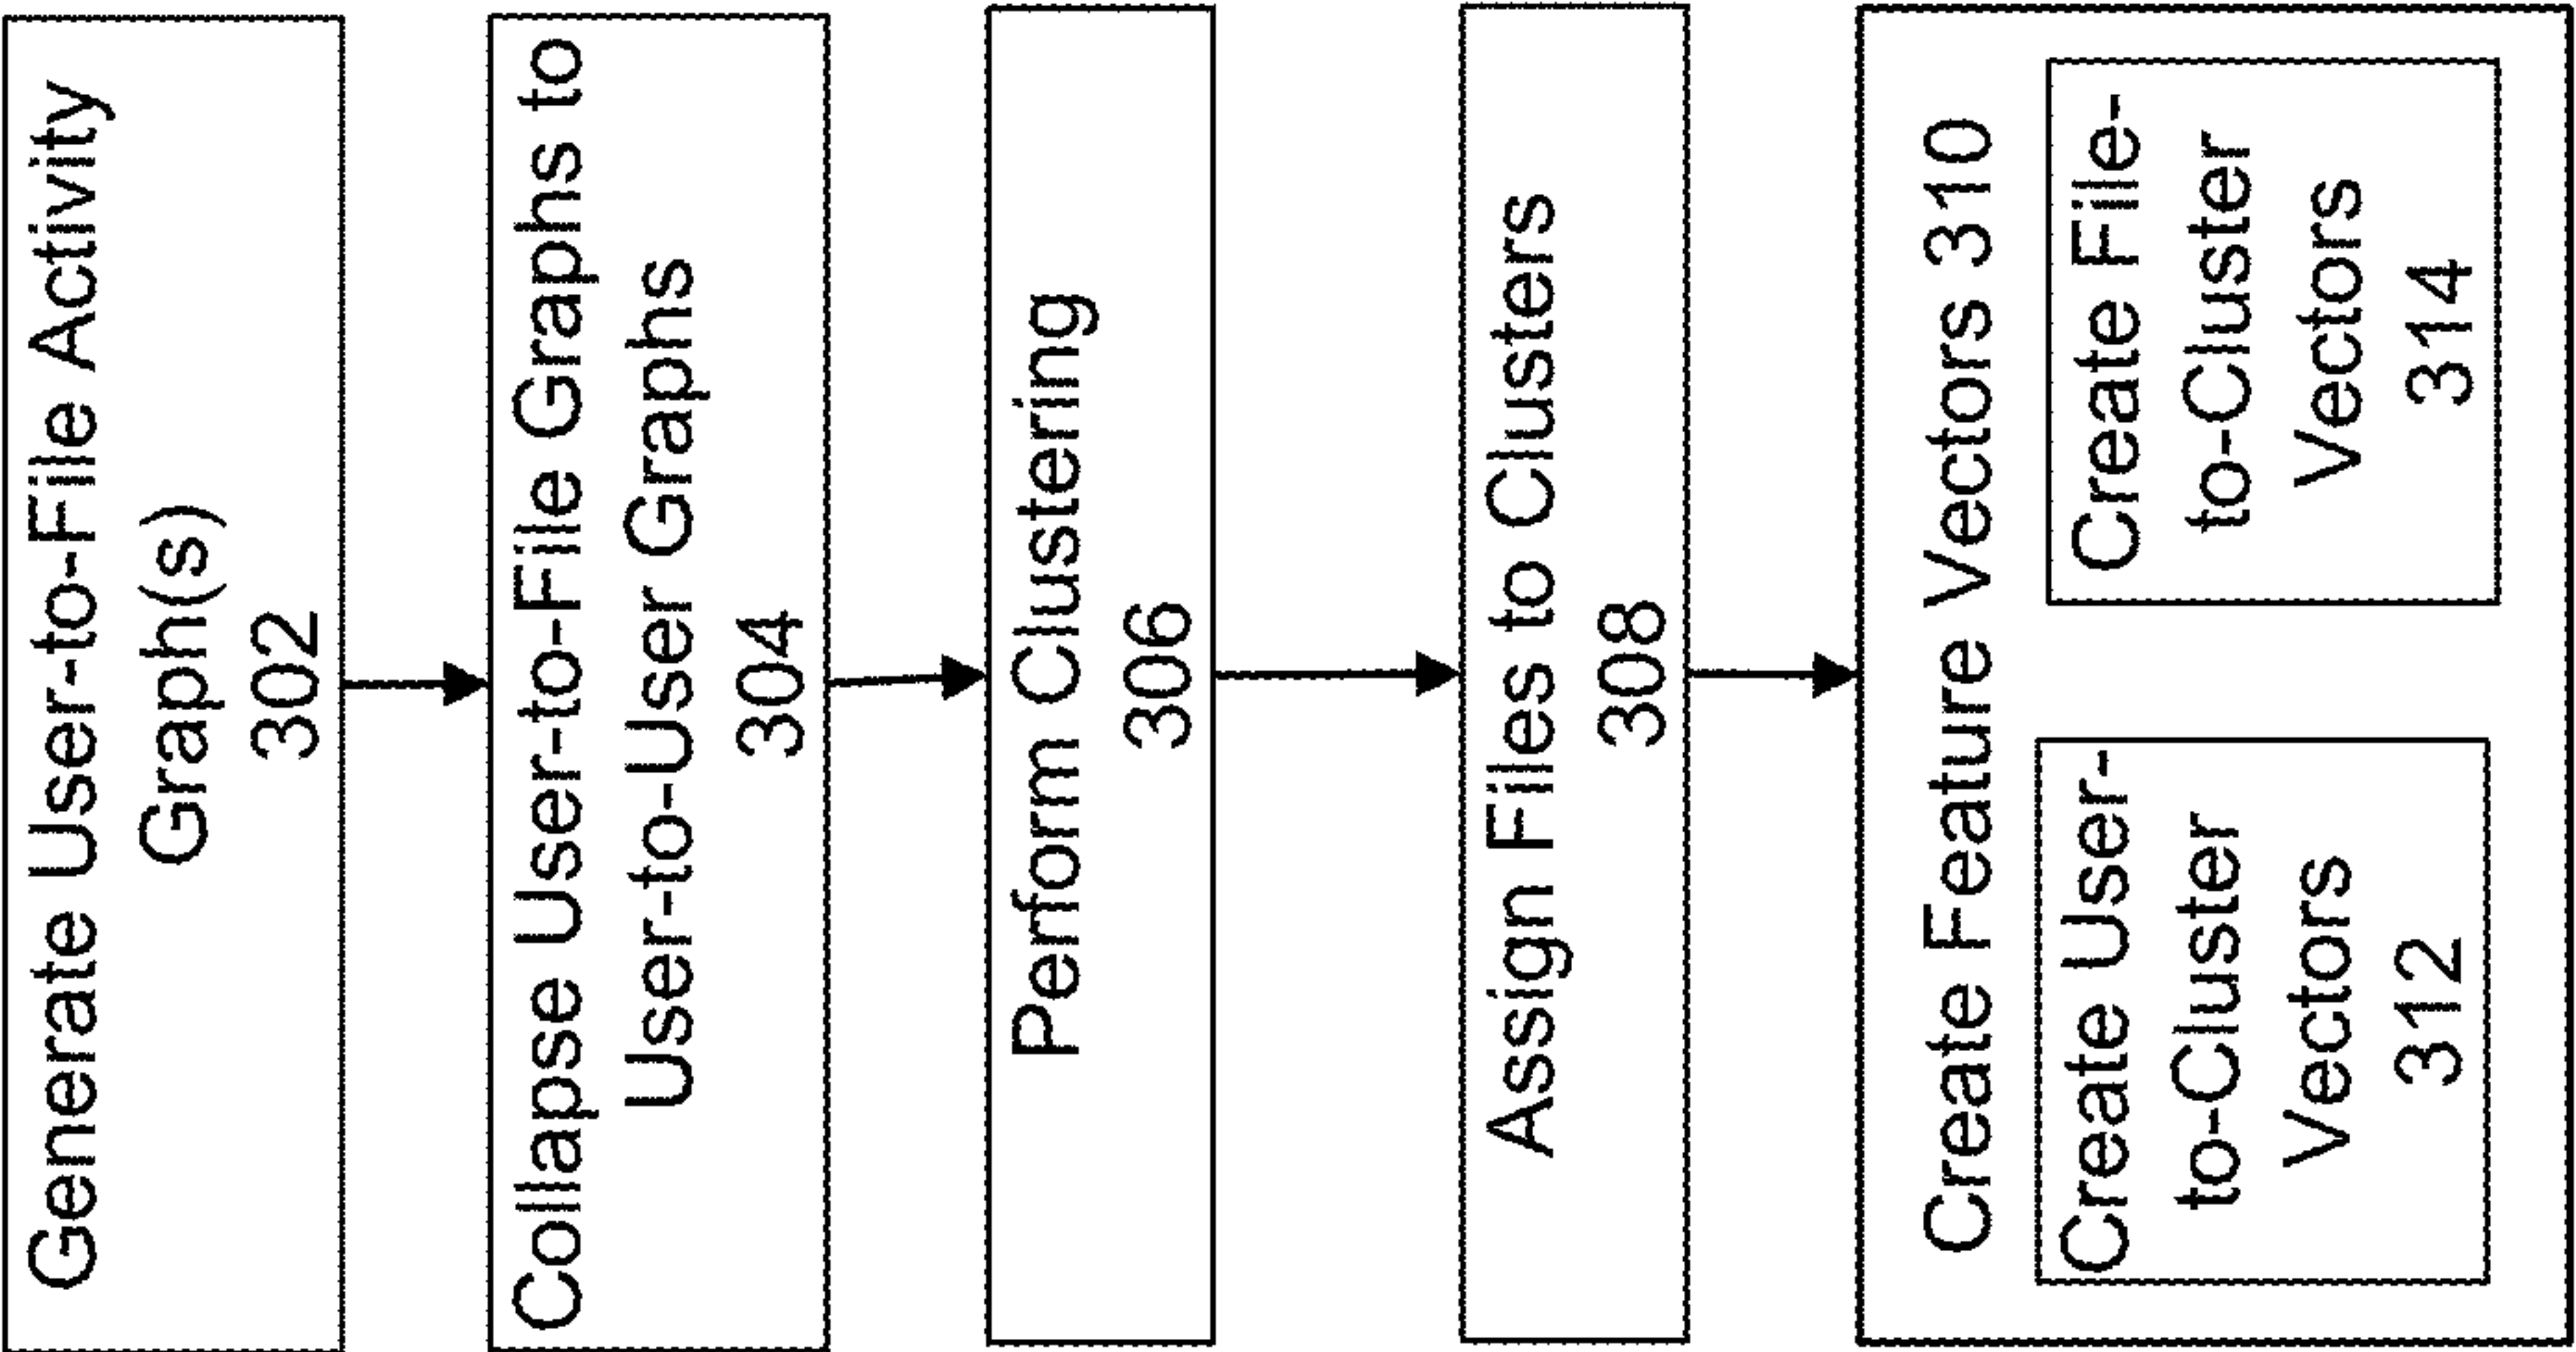 Generate User-to-File Activity
Graph(s)
302
Collapse User-to-File Graphs to
User-to-User Graphs
304
Perform Clustering
306
Assign Files to Clusters
308
Create Feature Vectors 310
Create User-
to-Cluster
Vectors
312
Create File-
to-Cluster
Vectors
314